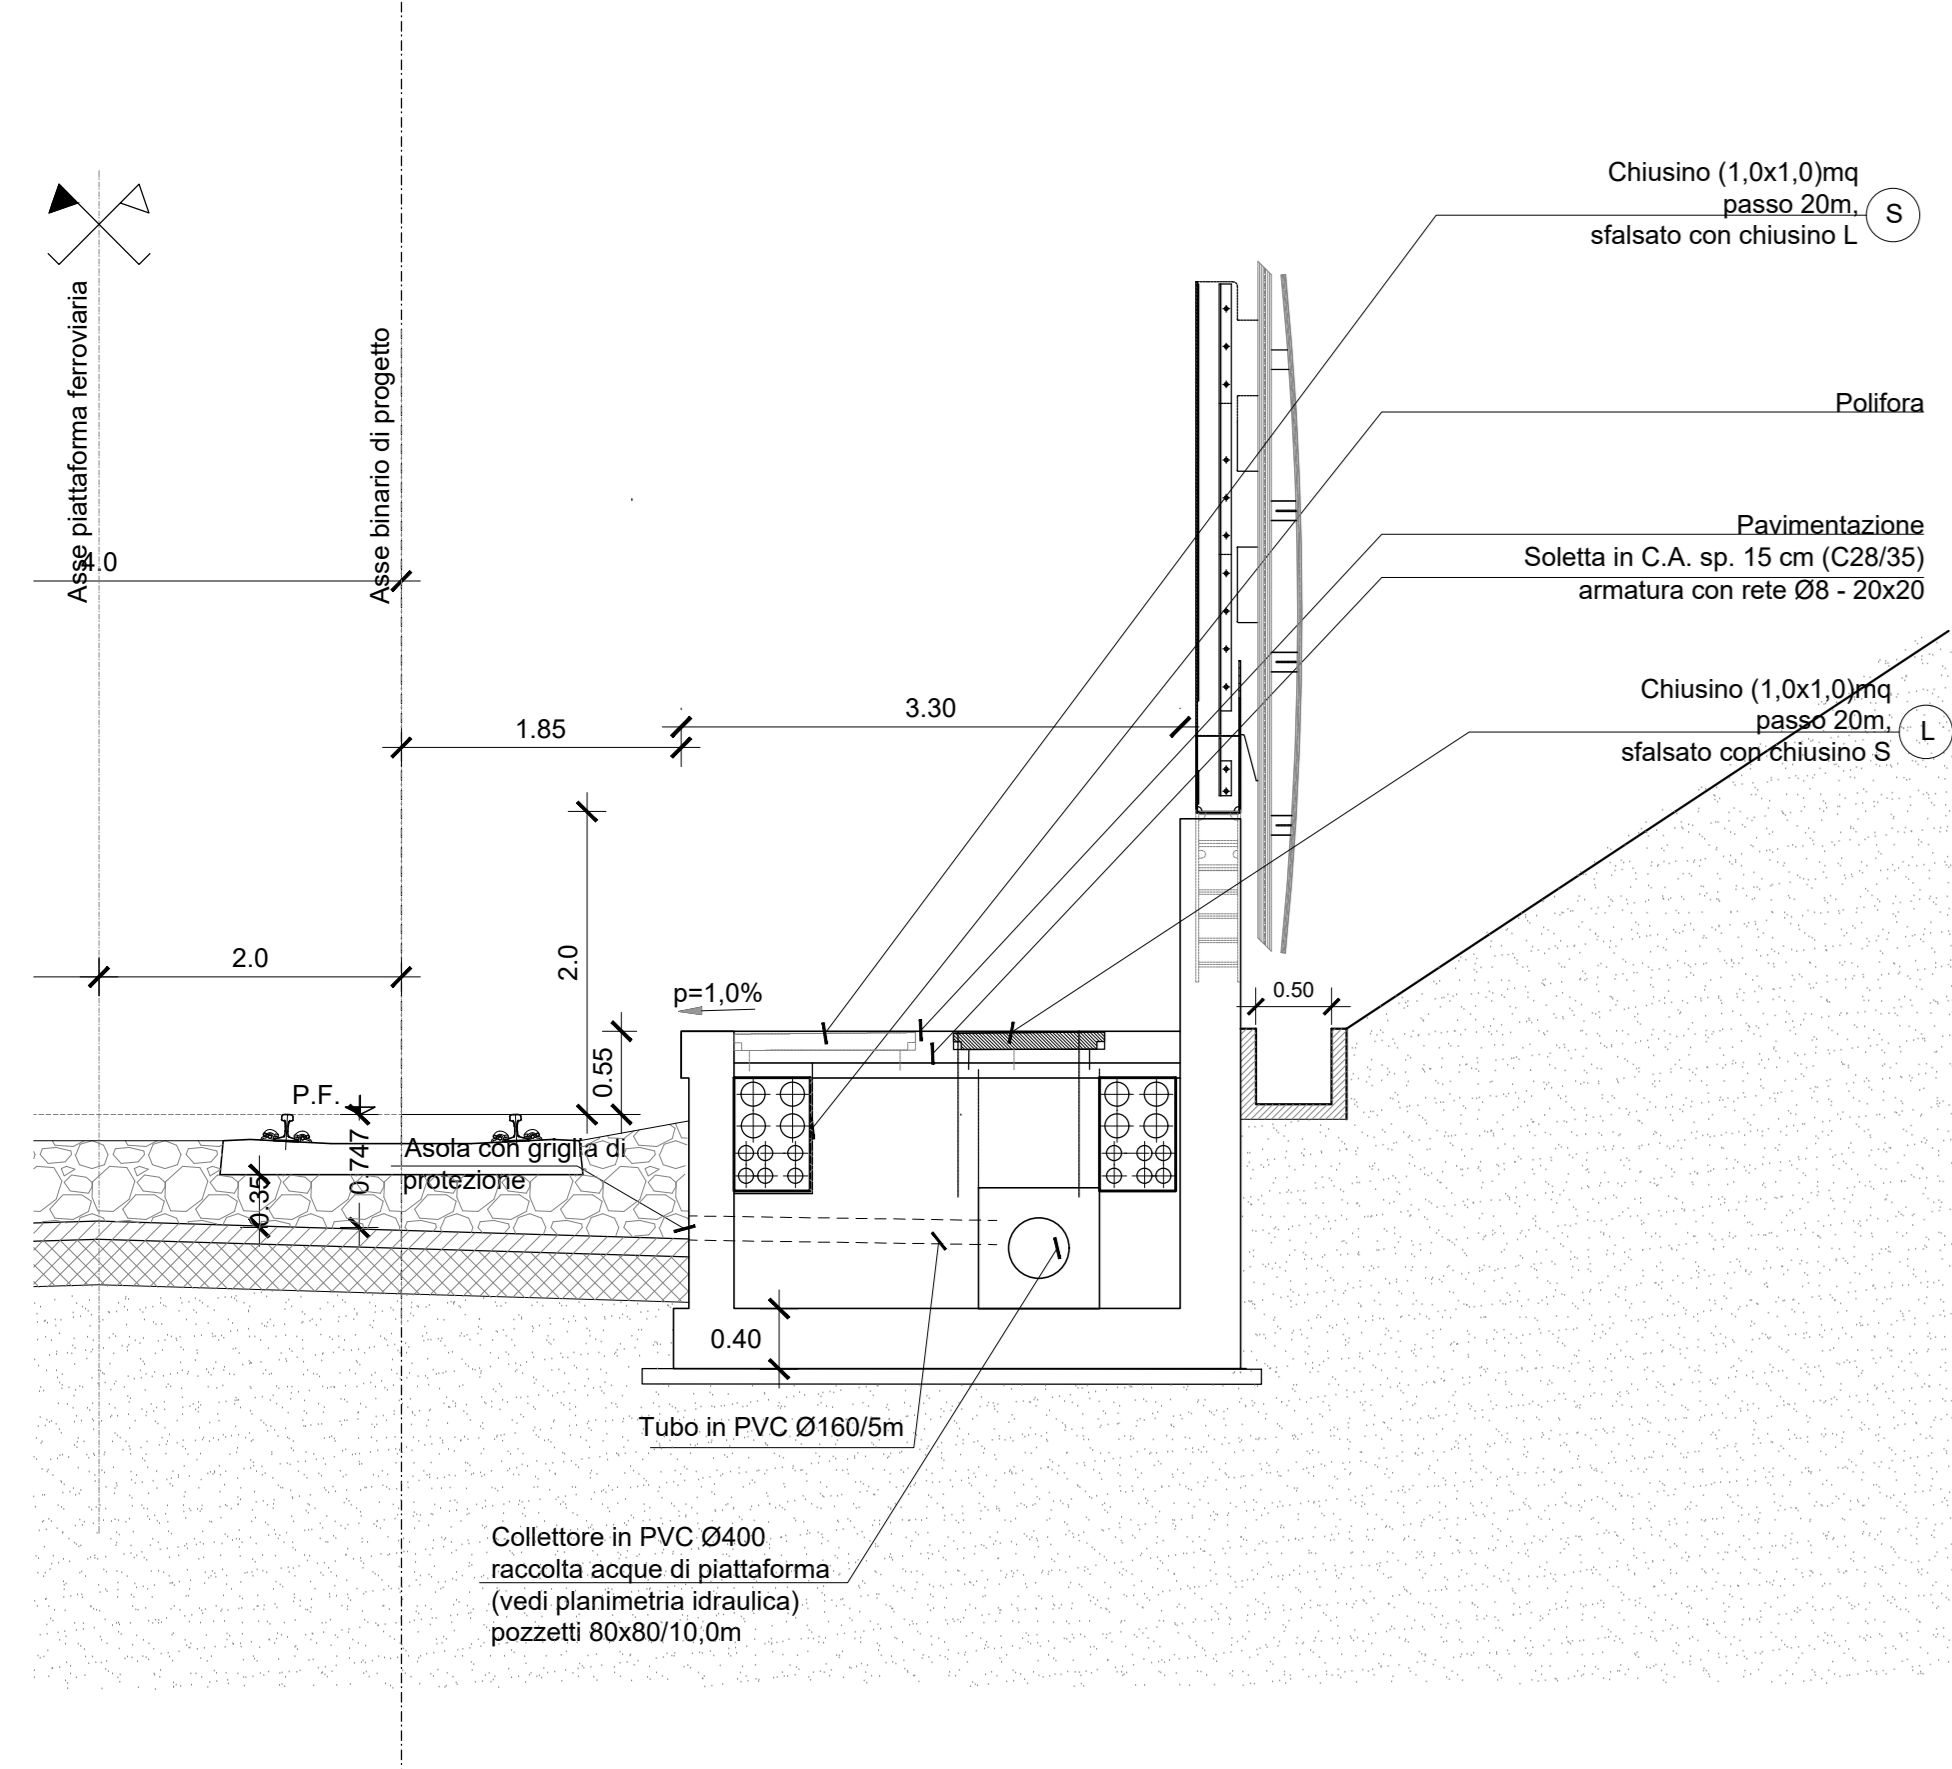 Chiusino (1,0x1,0)mq
passo 20m,
sfalsato con chiusino L
S
Polifora
Pavimentazione
Soletta in C.A. sp. 15 cm (C28/35)
armatura con rete Ø8 - 20x20
Chiusino (1,0x1,0)mq
passo 20m,
sfalsato con chiusino S
L
Asse piattaforma ferroviaria
Asse binario di progetto
4.0
3.30
1.85
2.0
2.0
p=1,0%
0.50
0.55
P.F.
0.747
0.35
Asola con griglia di
protezione
0.40
Tubo in PVC Ø160/5m
Collettore in PVC Ø400
raccolta acque di piattaforma
(vedi planimetria idraulica)
pozzetti 80x80/10,0m